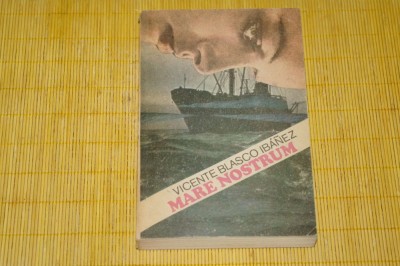 VICENTE BLASCO IBÁÑEZ
MARE NOSTRUM